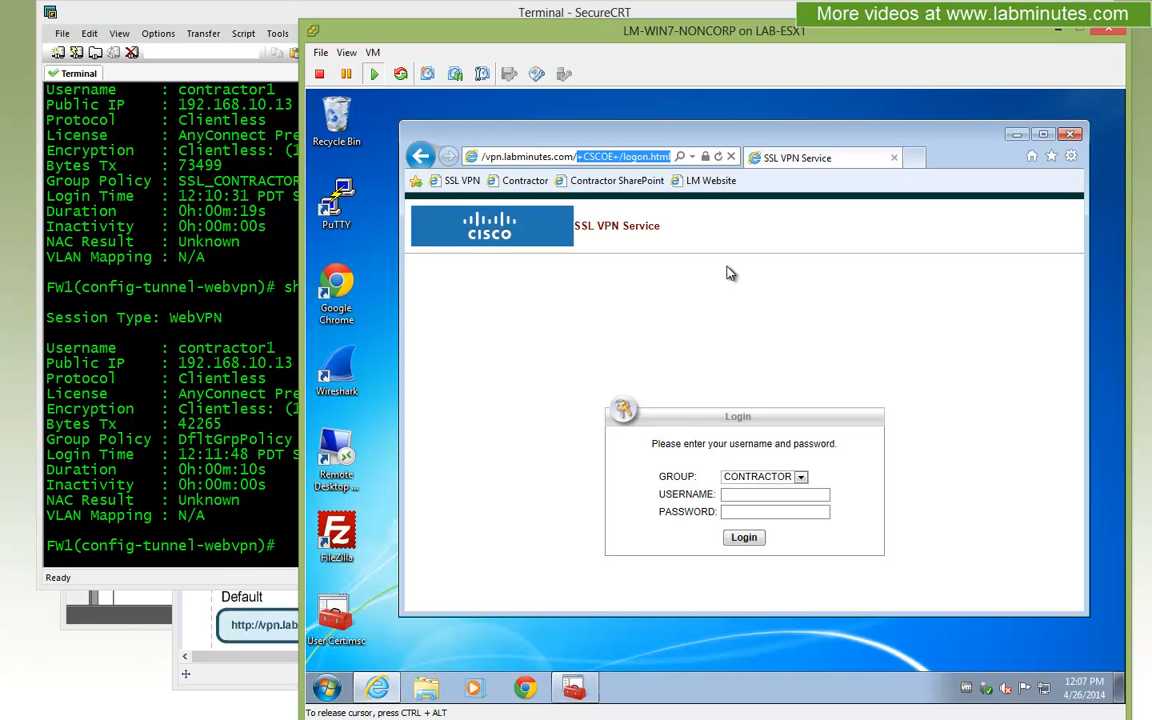 More videos at www.labminutes.com
Terminal - SecureCRT
File Edit View Options Transfer Script Tools
Terminal
Username : contractor1
Public IP : 192.168.10.13
Protocol : Clientless
License : AnyConnect Pre
Encryption : Clientless: (1
Bytes Tx : 73499
Group Policy : SSL_CONTRACTOR
Login Time : 12:10:31 PDT S
Duration : 0h:00m:19s
Inactivity : 0h:00m:00s
NAC Result : Unknown
VLAN Mapping : N/A
FW1(config-tunnel-webvpn)# sh
Session Type: WebVPN
Username : contractor1
Public IP : 192.168.10.13
Protocol : Clientless
License : AnyConnect Pre
Encryption : Clientless: (1
Bytes Tx : 42265
Group Policy : DfltGrpPolicy
Login Time : 12:11:48 PDT S
Duration : 0h:00m:10s
Inactivity : 0h:00m:00s
NAC Result : Unknown
VLAN Mapping : N/A
FW1(config-tunnel-webvpn)#
Ready
Default
http://vpn.lab
LM-WIN7-NONCORP on LAB-ESX1
File View VM
Recycle Bin
PuTTY
Google
Chrome
Wireshark
Remote
Desktop ...
FileZilla
User Cert.msc
/vpn.labminutes.com/+CSCOE+/logon.html
SSL VPN Service
SSL VPN Contractor Contractor SharePoint LM Website
CISCO
SSL VPN Service
Login
Please enter your username and password.
GROUP: CONTRACTOR
USERNAME:
PASSWORD:
Login
12:07 PM
4/26/2014
To release cursor, press CTRL + ALT